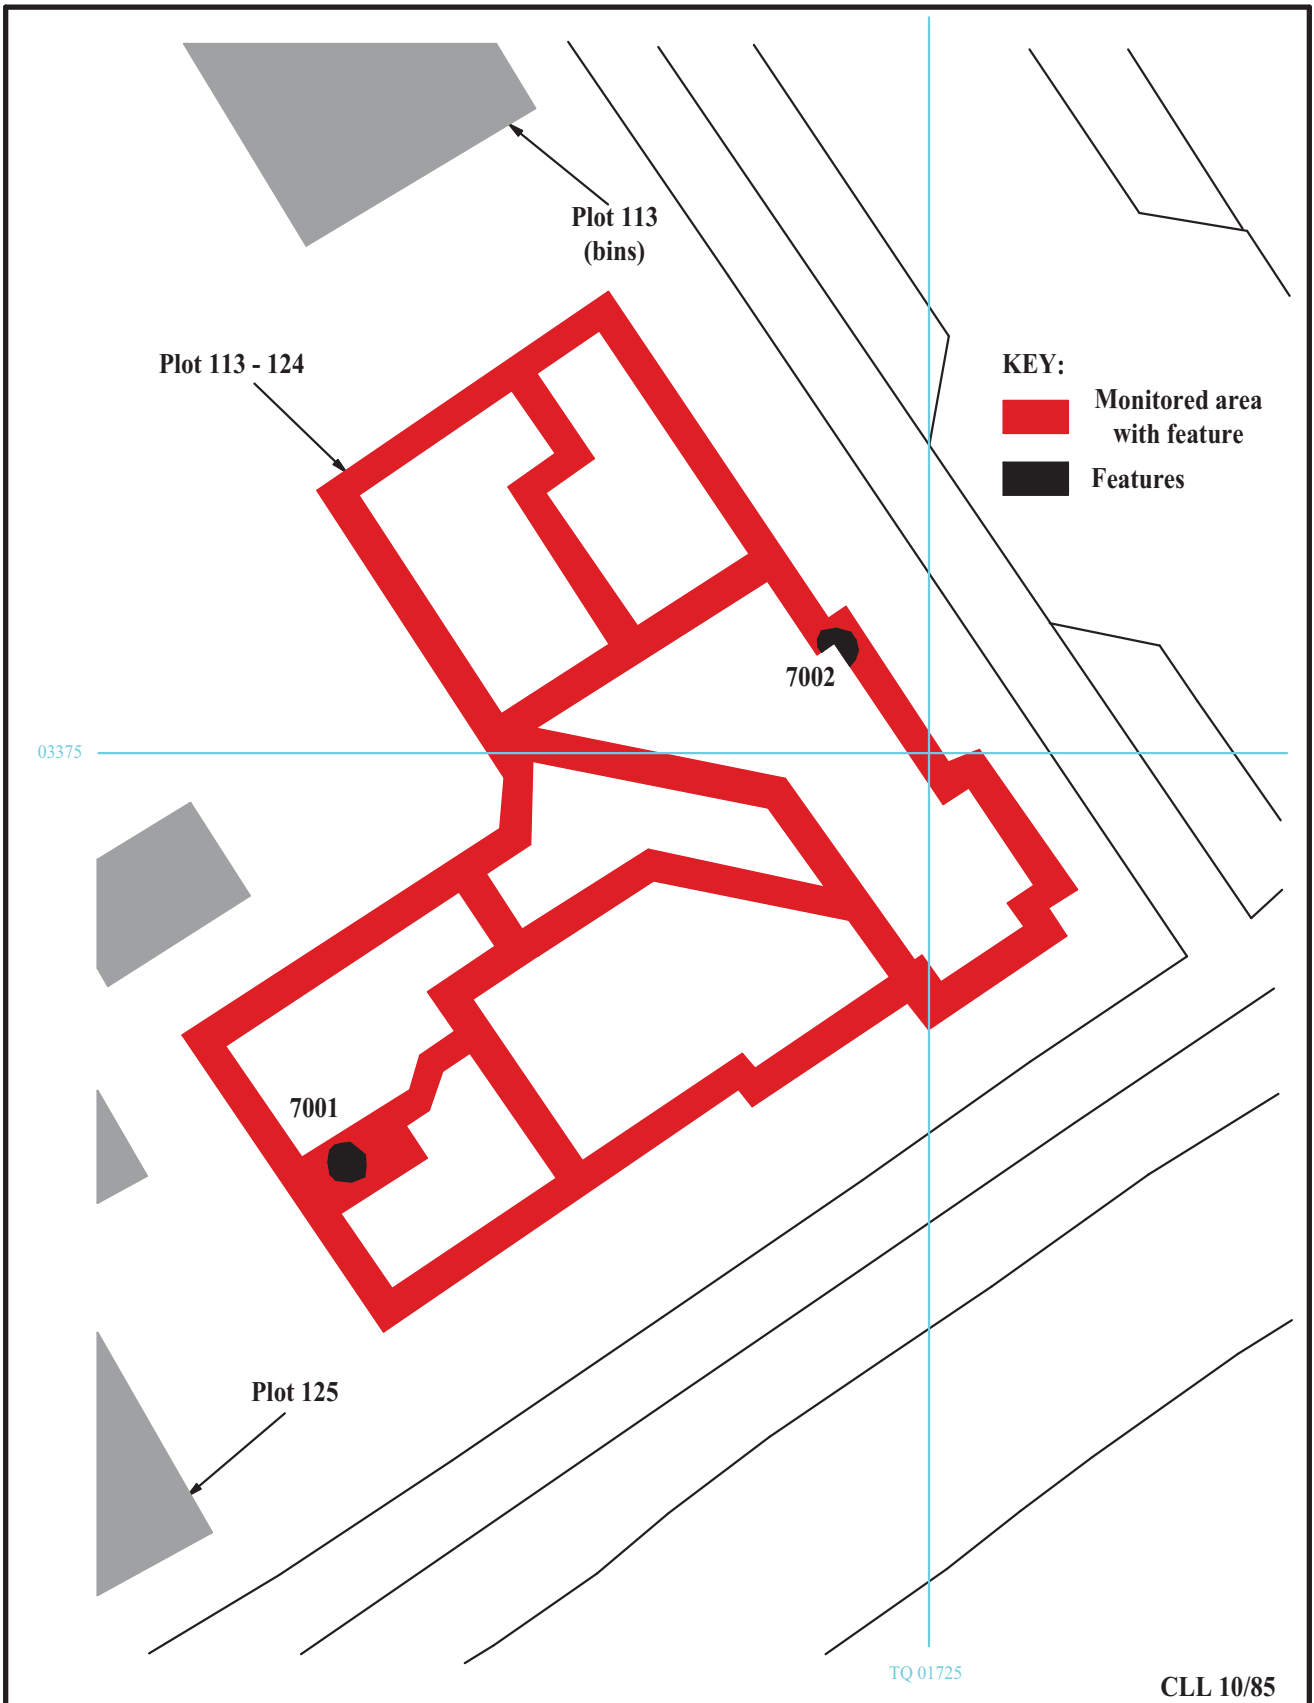 Plot 113
(bins)
Plot 113 - 124
KEY:
Monitored area
with feature
Features
7002
03375
7001
Plot 125
TQ 01725
CLL 10/85